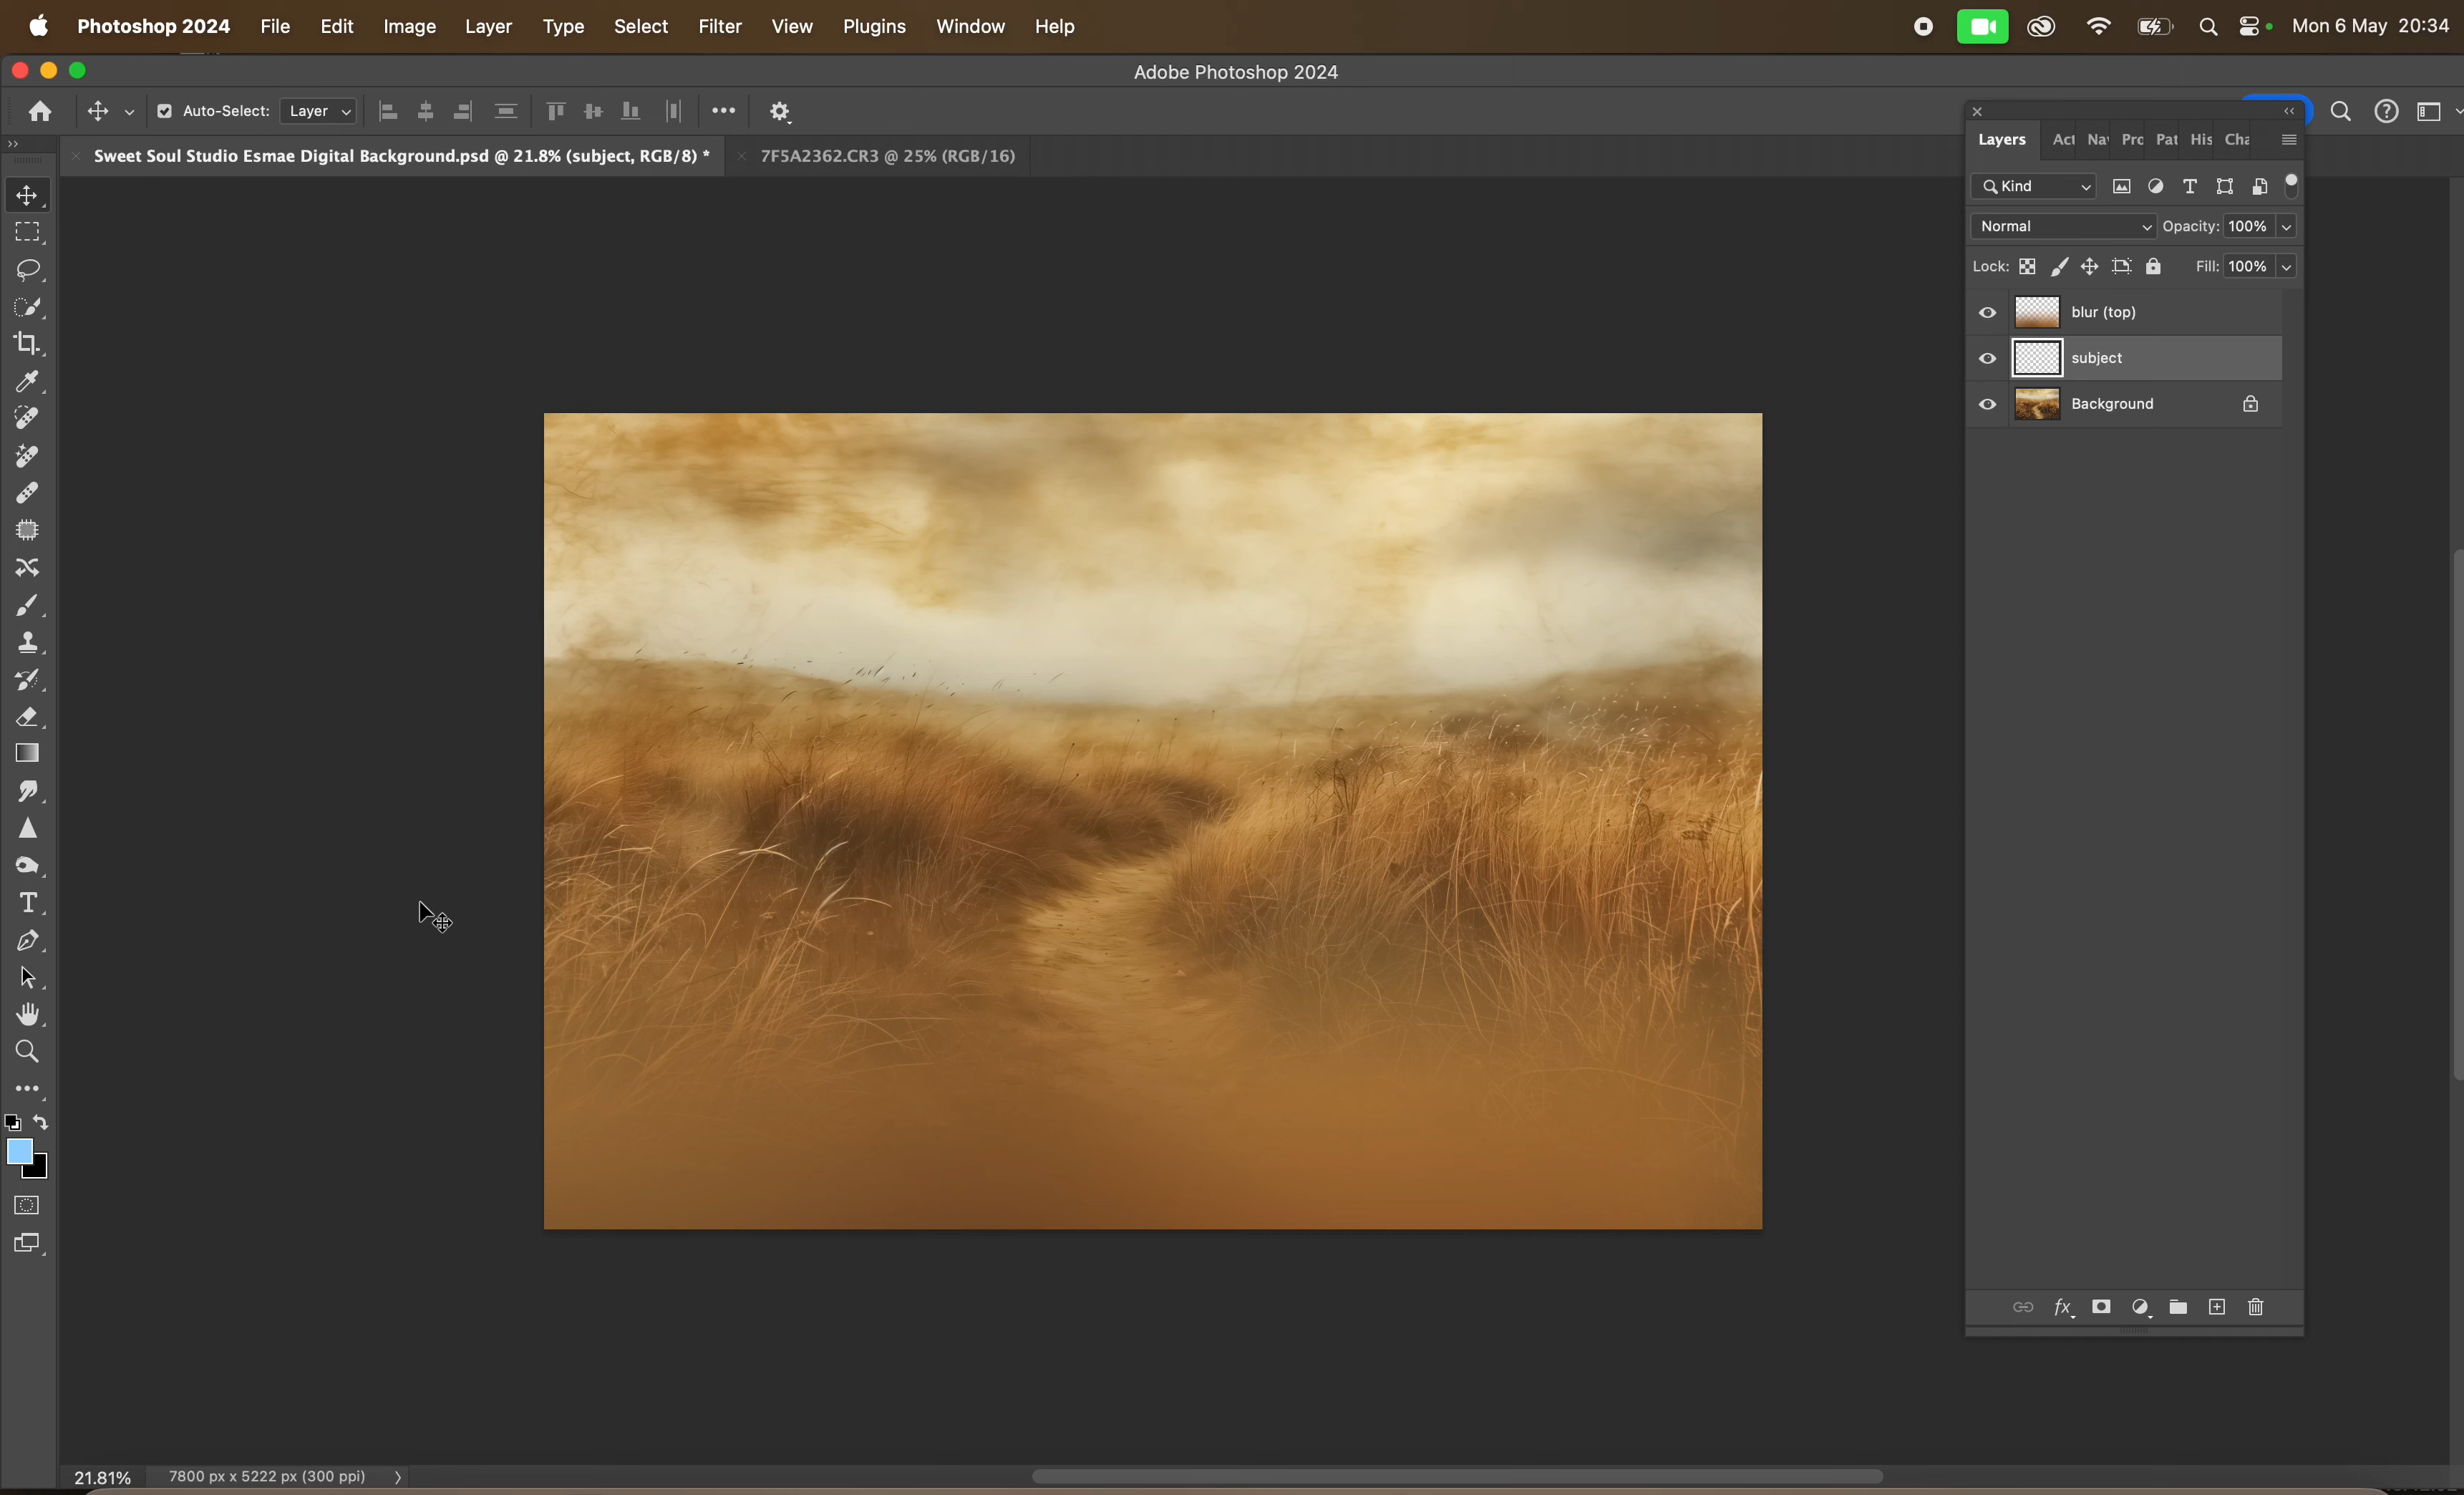 Photoshop 2024 File Edit Image Layer Type Select Filter View Plugins Window Help Mon 6 May 20:34
Adobe Photoshop 2024
Auto-Select: Layer
Sweet Soul Studio Esmae Digital Background.psd @ 21.8% (subject, RGB/8) * 7F5A2362.CR3 @ 25% (RGB/16)
Layers Act Na Pro Pat His Cha
Kind
Normal Opacity: 100%
Lock: Fill: 100%
blur (top)
subject
Background
fx
21.81% 7800 px x 5222 px (300 ppi)